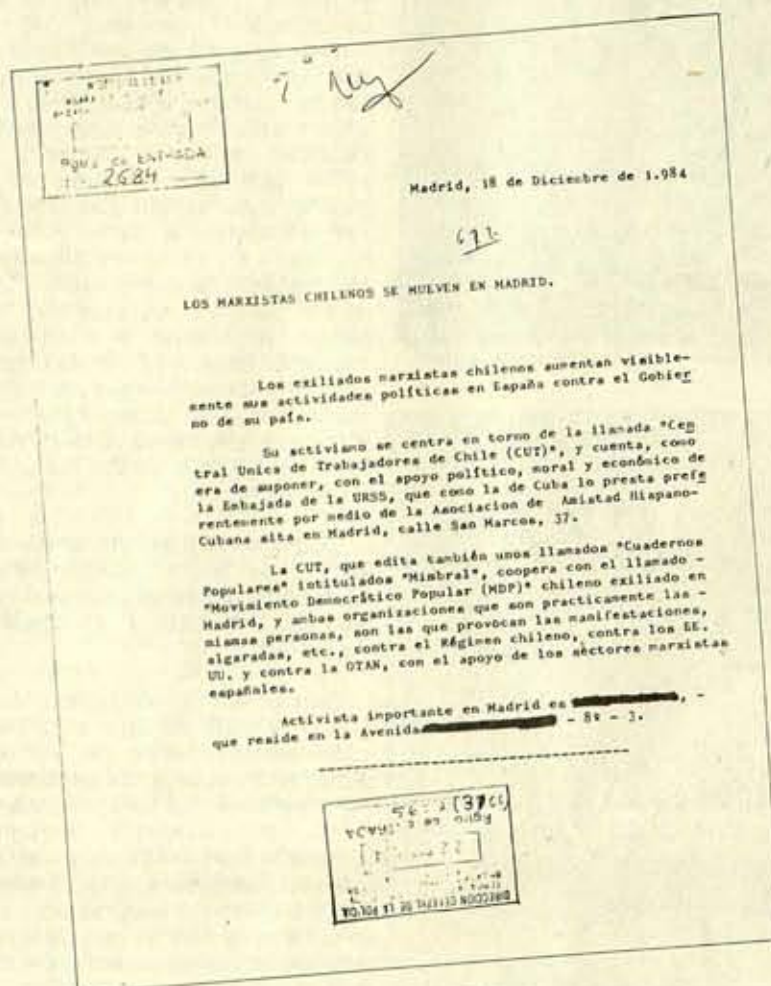 2684
Madrid, 18 de Diciembre de 1.984
LOS MARXISTAS CHILENOS SE MUEVEN EN MADRID.
Los exiliados marxistas chilenos aumentan visible-
mente sus actividades políticas en España contra el Gobier
no de su país.
Su activismo se centra en torno de la llamada "Cen
tral Unica de Trabajadores de Chile (CUT)", y cuenta, como
era de suponer, con el apoyo político, moral y económico de
la Embajada de la URSS, que como la de Cuba lo presta prefe
rentemente por medio de la Asociacion de Amistad Hispano-
Cubana sita en Madrid, calle San Marcos, 37.
La CUT, que edita también unos llamados "Cuadernos
Populares" intitulados "Mimbral", coopera con el llamado -
"Movimiento Democrático Popular (MDP)" chileno exiliado en
Madrid, y ambas organizaciones que son practicamente las -
mismas personas, son las que provocan las manifestaciones,
algaradas, etc., contra el Régimen chileno, contra los EE.
UU. y contra la OTAN, con el apoyo de los sectores marxistas
españoles.
Activista importante en Madrid es , -
que reside en la Avenida - 8º - 3.
DIRECCION GENERAL DE LA POLICIA